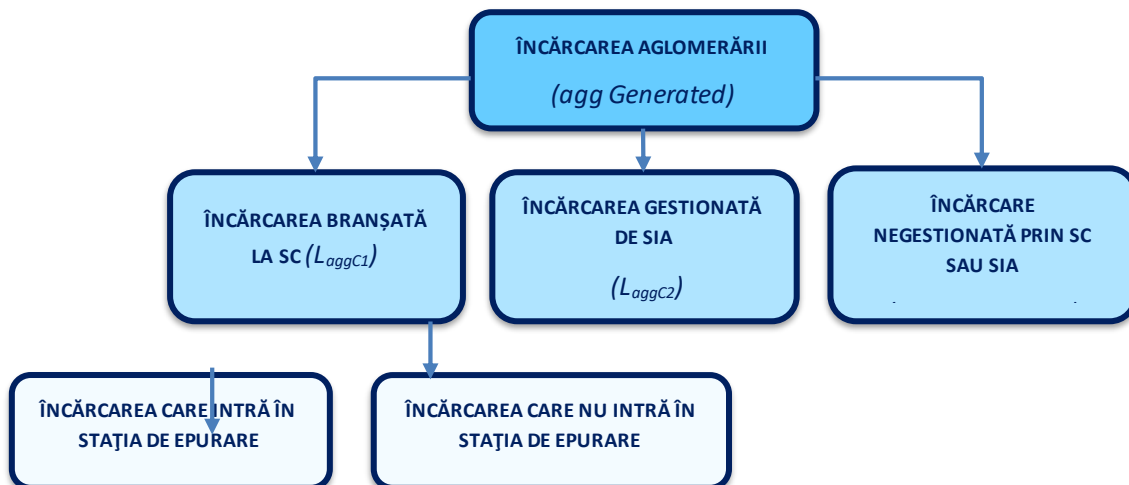 ÎNCĂRCAREA AGLOMERĂRII
(agg Generated)
ÎNCĂRCAREA BRANȘATĂ
LA SC (LaggC1)
ÎNCĂRCAREA GESTIONATĂ
DE SIA
(LaggC2)
ÎNCĂRCARE
NEGESTIONATĂ PRIN SC
SAU SIA
ÎNCĂRCAREA CARE INTRĂ ÎN
STAŢIA DE EPURARE
ÎNCĂRCAREA CARE NU INTRĂ ÎN
STAŢIA DE EPURARE